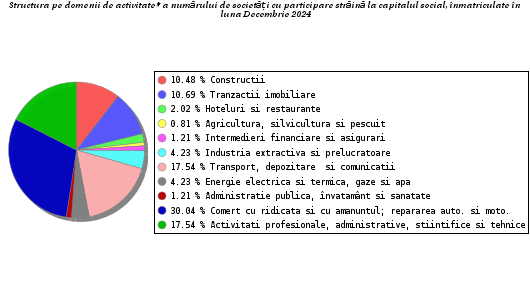 Structura pe domenii de activitate* a numărului de societăţi cu participare străină la capitalul social, înmatriculate în
luna Decembrie 2024
10.48 % Constructii
10.69 % Tranzactii imobiliare
2.02 % Hoteluri si restaurante
0.81 % Agricultura, silvicultura si pescuit
1.21 % Intermedieri financiare si asigurari
4.23 % Industria extractiva si prelucratoare
17.54 % Transport, depozitare si comunicatii
4.23 % Energie electrica si termica, gaze si apa
1.21 % Administratie publica, învatamânt si sanatate
30.04 % Comert cu ridicata si cu amanuntul; repararea auto. si moto.
17.54 % Activitati profesionale, administrative, stiintifice si tehnice